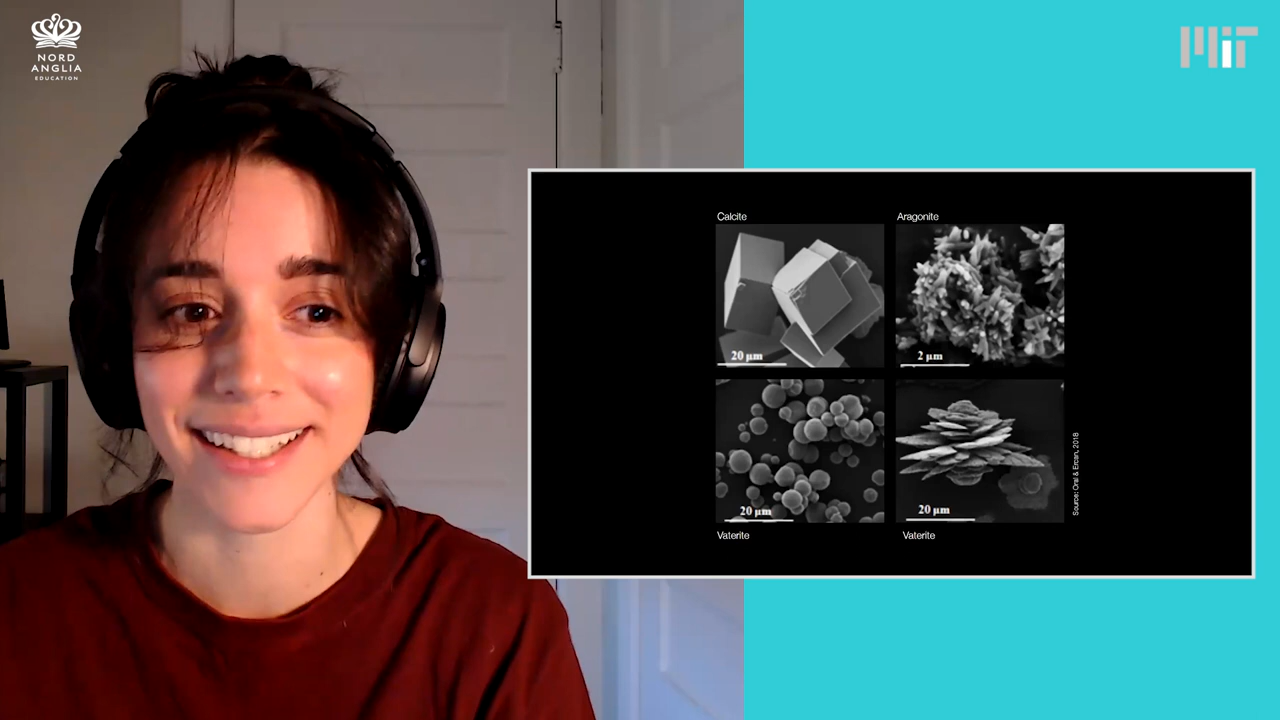 NORD
ANGLIA
EDUCATION
MIT
Calcite
Aragonite
20 μm
2 μm
20 μm
20 μm
Source: Oral & Ercan, 2018
Vaterite
Vaterite